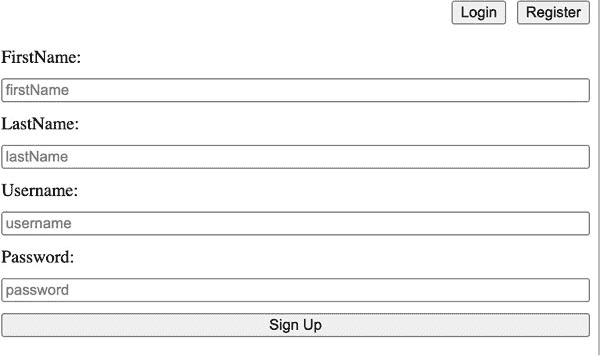 Login Register
FirstName:
firstName
LastName:
lastName
Username:
username
Password:
password
Sign Up